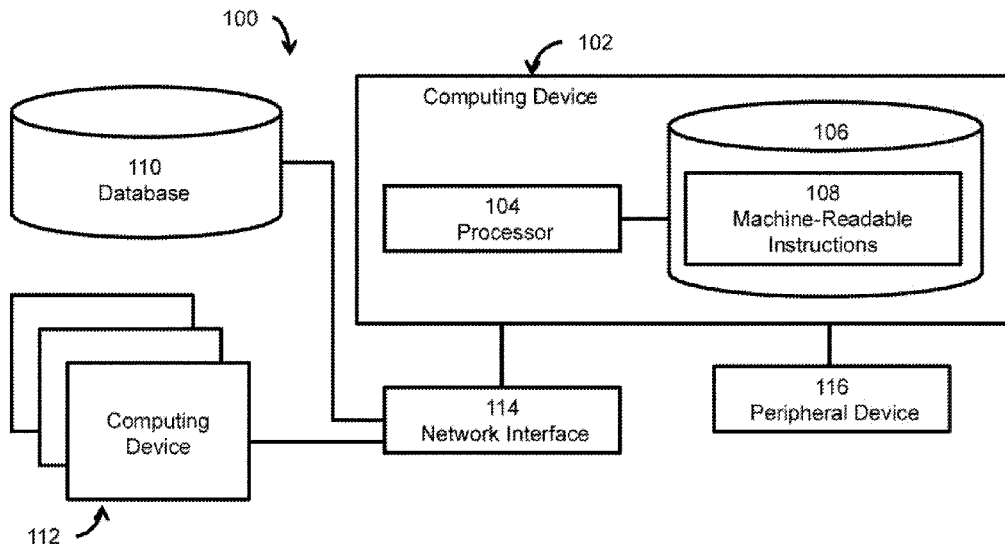 100
102
Computing Device
106
110
Database
104
Processor
108
Machine-Readable
Instructions
Computing
Device
114
Network Interface
116
Peripheral Device
112